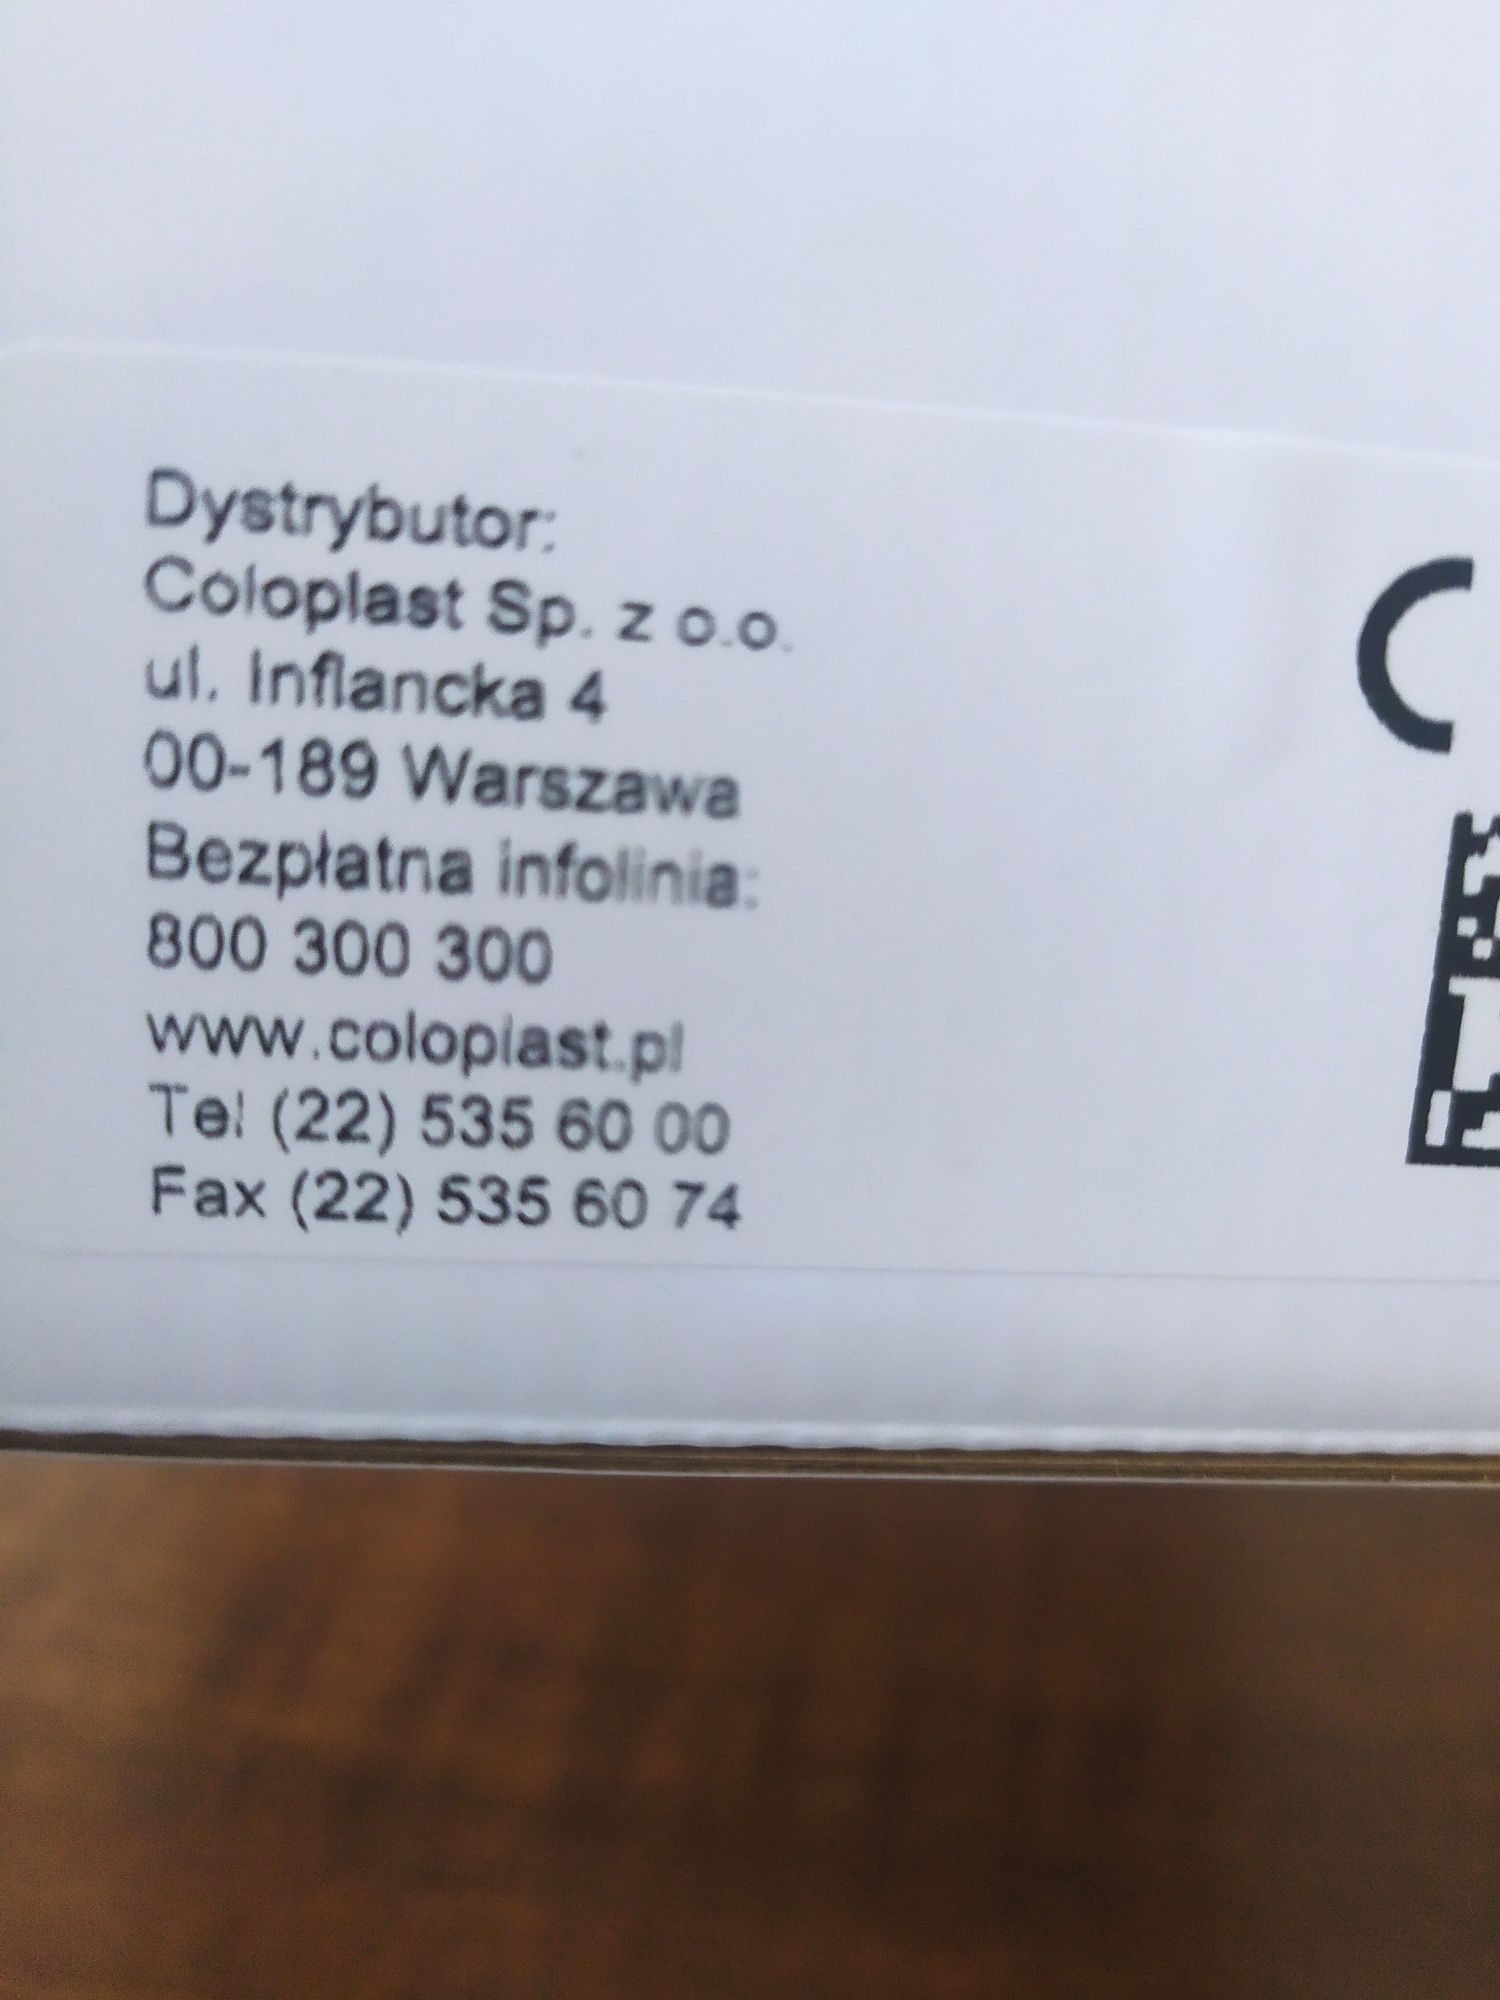 Dystrybutor:
Coloplast Sp. z o.o.
ul. Inflancka 4
00-189 Warszawa
Bezpłatna infolinia:
800 300 300
www.coloplast.pl
Tel (22) 535 60 00
Fax (22) 535 60 74